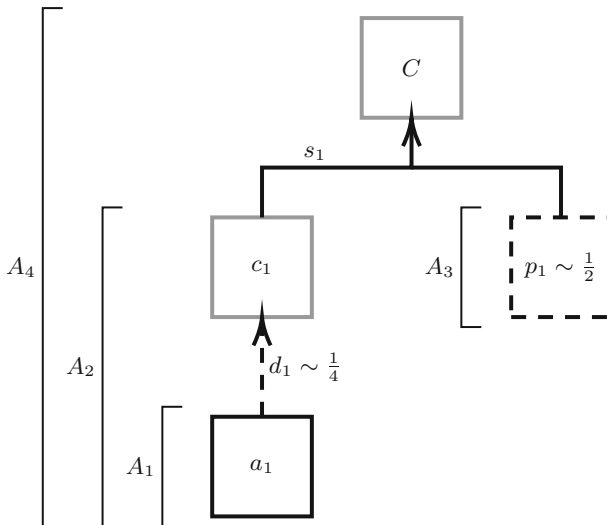 C
s₁
A₄
c₁
A₃
p₁ ∼ ½
A₂
d₁ ∼ ¼
A₁
a₁